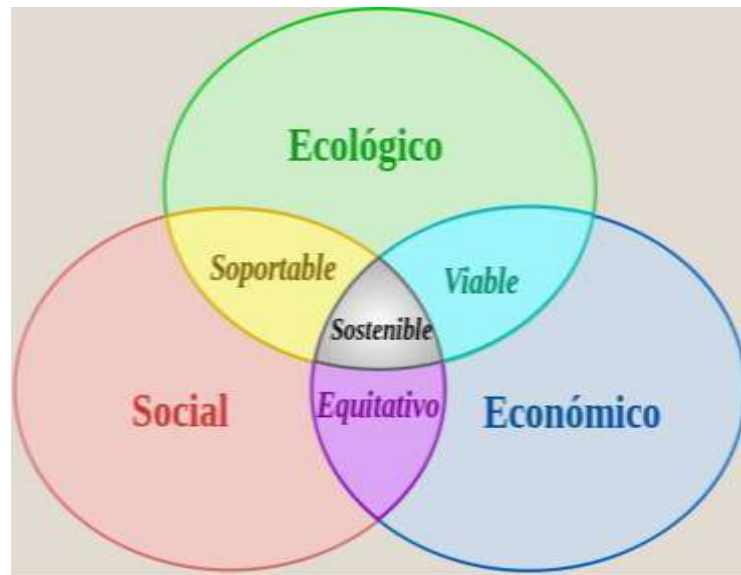 Ecológico
Soportable
Viable
Sostenible
Equitativo
Social
Económico